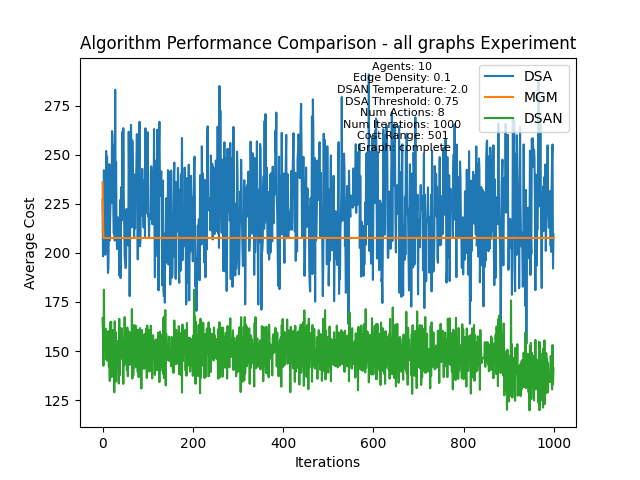 Algorithm Performance Comparison - all graphs Experiment
Agents: 10
Edge Density: 0.1
DSAN Temperature: 2.0
DSA Threshold: 0.75
Num Actions: 8
Num Iterations: 1000
Cost Range: 501
Graph: complete
DSA
MGM
DSAN
Average Cost
275
250
225
200
175
150
125
0 200 400 600 800 1000
Iterations